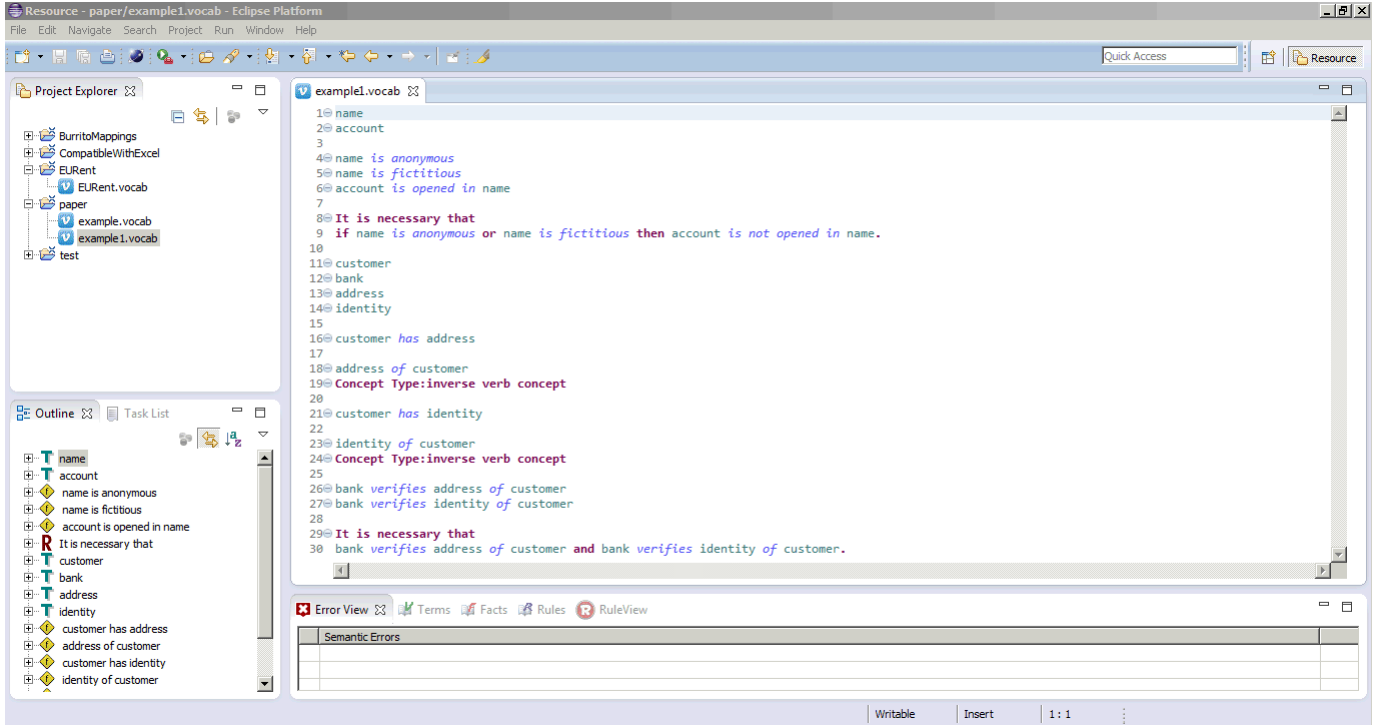 Resource - paper/example1.vocab - Eclipse Platform
File Edit Navigate Search Project Run Window Help
Quick Access
Resource
Project Explorer
BurritoMappings
CompatibleWithExcel
EURent
EURent.vocab
paper
example.vocab
example1.vocab
test
Outline Task List
name
account
name is anonymous
name is fictitious
account is opened in name
R It is necessary that
customer
bank
address
identity
customer has address
address of customer
customer has identity
identity of customer
example1.vocab
1 name
2 account
3
4 name is anonymous
5 name is fictitious
6 account is opened in name
7
8 It is necessary that
9 if name is anonymous or name is fictitious then account is not opened in name.
10
11 customer
12 bank
13 address
14 identity
15
16 customer has address
17
18 address of customer
19 Concept Type:inverse verb concept
20
21 customer has identity
22
23 identity of customer
24 Concept Type:inverse verb concept
25
26 bank verifies address of customer
27 bank verifies identity of customer
28
29 It is necessary that
30 bank verifies address of customer and bank verifies identity of customer.
Error View Terms Facts Rules RuleView
Semantic Errors
Writable Insert 1 : 1